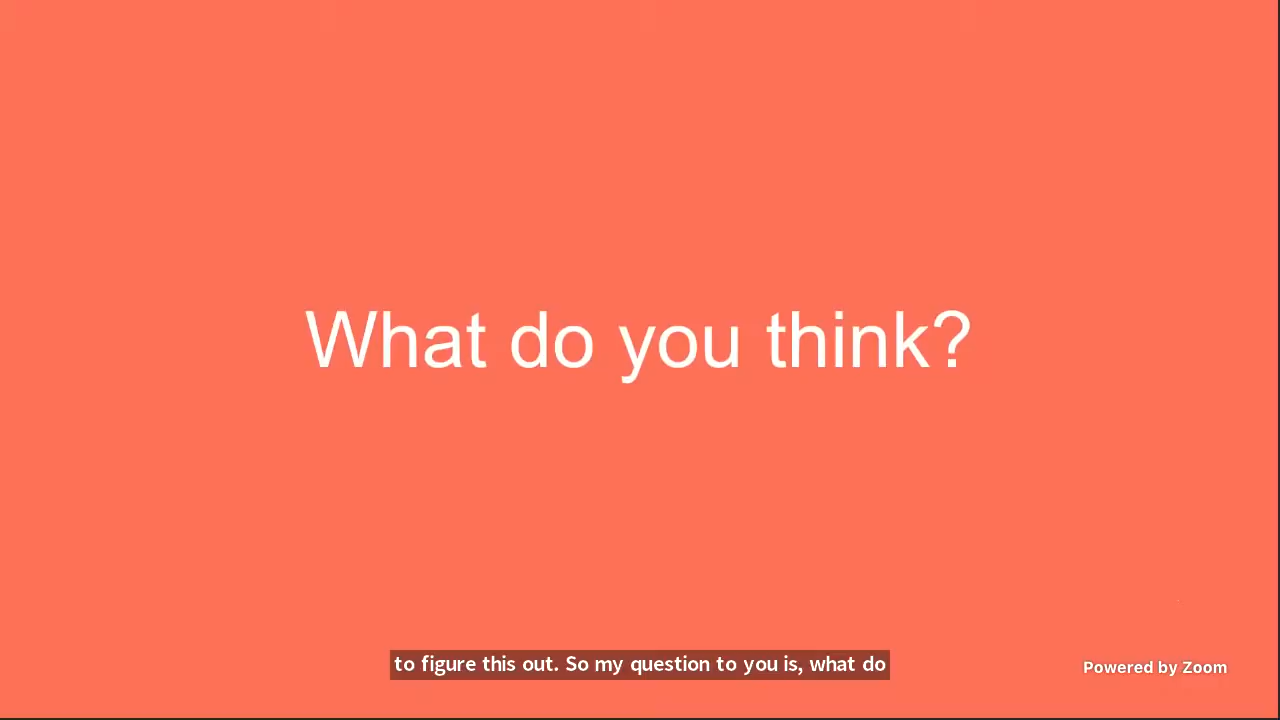 What do you think?
to figure this out. So my question to you is, what do
Powered by Zoom